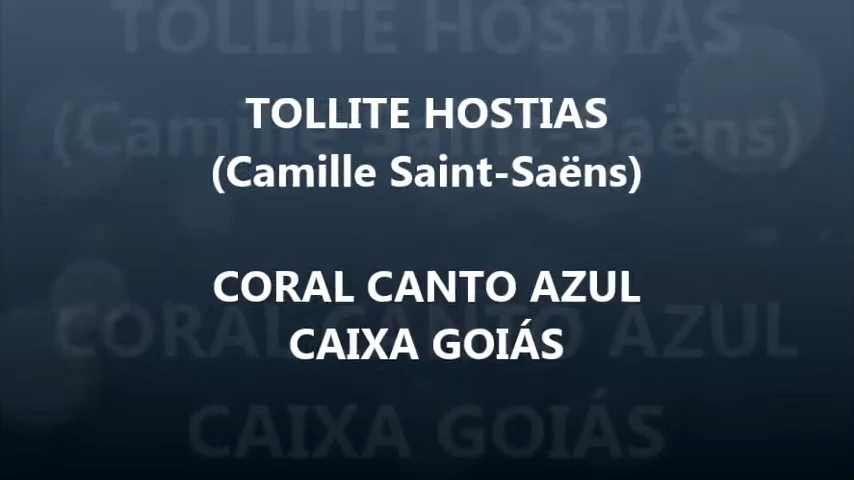 TOLLITE HOSTIAS
(Camille Saint-Saëns)
CORAL CANTO AZUL
CAIXA GOIÁS